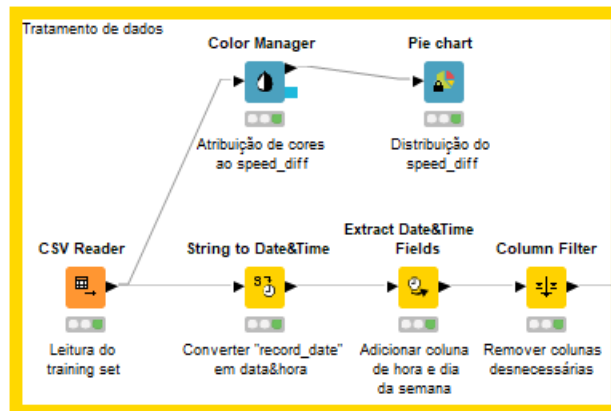 Tratamento de dados
Color Manager
Pie chart
Atribuição de cores
ao speed_diff
Distribuição do
speed_diff
CSV Reader
String to Date&Time
Extract Date&Time
Fields
Column Filter
Leitura do
training set
Converter "record_date"
em data&hora
Adicionar coluna
de hora e dia
da semana
Remover colunas
desnecessárias